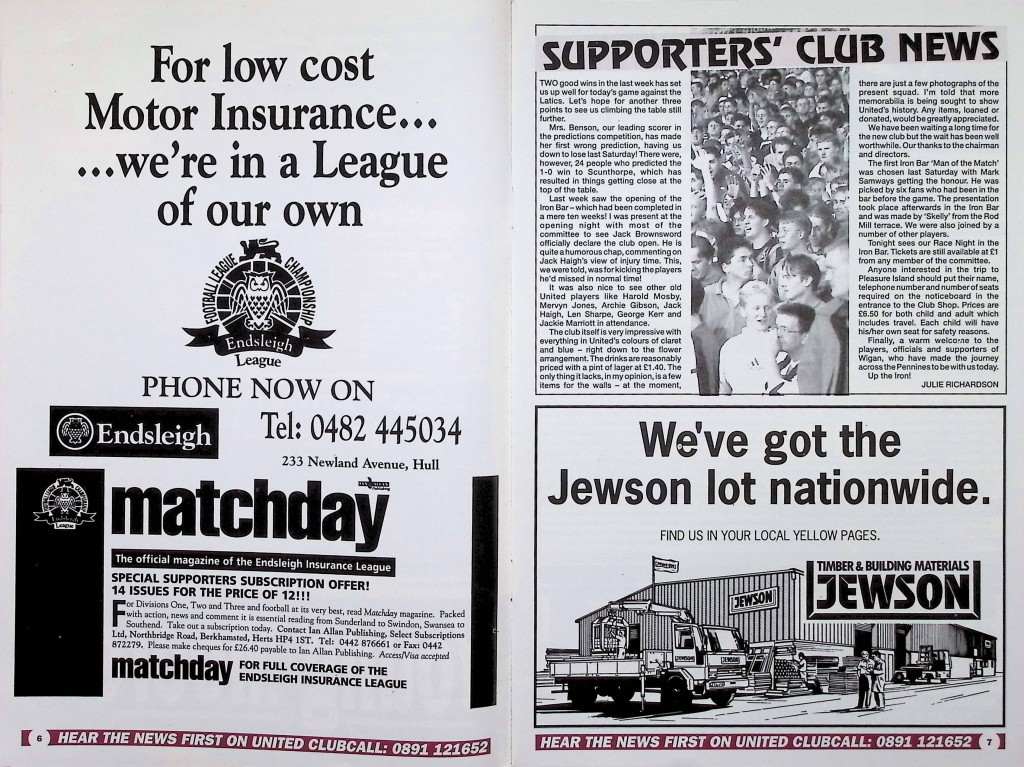 For low cost
Motor Insurance...
...we're in a League
of our own
FOOTBALL LEAGUE CHAMPIONSHIP
Endsleigh
League
PHONE NOW ON
Endsleigh
Tel: 0482 445034
233 Newland Avenue, Hull
Endsleigh
League
matchday
The official magazine of the Endsleigh Insurance League
SPECIAL SUPPORTERS SUBSCRIPTION OFFER!
14 ISSUES FOR THE PRICE OF 12!!!
For Divisions One, Two and Three and football at its very best, read Matchday magazine. Packed
with action, news and comment it is essential reading from Sunderland to Swindon, Swansea to
Southend. Take out a subscription today. Contact Ian Allan Publishing, Select Subscriptions
Ltd, Northbridge Road, Berkhamsted, Herts HP4 1ST. Tel: 0442 876661 or Fax: 0442
872279. Please make cheques for £26.40 payable to Ian Allan Publishing. Access/Visa accepted
matchday FOR FULL COVERAGE OF THE
ENDSLEIGH INSURANCE LEAGUE
6 HEAR THE NEWS FIRST ON UNITED CLUBCALL: 0891 121652
SUPPORTERS' CLUB NEWS
TWO good wins in the last week has set
us up well for today's game against the
Latics. Let's hope for another three
points to see us climbing the table still
further.
Mrs. Benson, our leading scorer in
the predictions competition, has made
her first wrong prediction, having us
down to lose last Saturday! There were,
however, 24 people who predicted the
1-0 win to Scunthorpe, which has
resulted in things getting close at the
top of the table.
Last week saw the opening of the
Iron Bar – which had been completed in
a mere ten weeks! I was present at the
opening night with most of the
committee to see Jack Brownsword
officially declare the club open. He is
quite a humorous chap, commenting on
Jack Haigh's view of injury time. This,
we were told, was for kicking the players
he'd missed in normal time!
It was also nice to see other old
United players like Harold Mosby,
Mervyn Jones, Archie Gibson, Jack
Haigh, Len Sharpe, George Kerr and
Jackie Marriott in attendance.
The club itself is very impressive with
everything in United's colours of claret
and blue – right down to the flower
arrangement. The drinks are reasonably
priced with a pint of lager at £1.40. The
only thing it lacks, in my opinion, is a few
items for the walls – at the moment,
there are just a few photographs of the
present squad. I'm told that more
memorabilia is being sought to show
United's history. Any items, loaned or
donated, would be greatly appreciated.
We have been waiting a long time for
the new club but the wait has been well
worthwhile. Our thanks to the chairman
and directors.
The first Iron Bar 'Man of the Match'
was chosen last Saturday with Mark
Samways getting the honour. He was
picked by six fans who had been in the
bar before the game. The presentation
took place afterwards in the Iron Bar
and was made by 'Skelly' from the Rod
Mill terrace. We were also joined by a
number of other players.
Tonight sees our Race Night in the
Iron Bar. Tickets are still available at £1
from any member of the committee.
Anyone interested in the trip to
Pleasure Island should put their name,
telephone number and number of seats
required on the noticeboard in the
entrance to the Club Shop. Prices are
£6.50 for both child and adult which
includes travel. Each child will have
his/her own seat for safety reasons.
Finally, a warm welcome to the
players, officials and supporters of
Wigan, who have made the journey
across the Pennines to be with us today.
Up the Iron!
JULIE RICHARDSON
We've got the
Jewson lot nationwide.
FIND US IN YOUR LOCAL YELLOW PAGES.
TIMBER & BUILDING MATERIALS
JEWSON
JEWSON
HEAR THE NEWS FIRST ON UNITED CLUBCALL: 0891 121652 7